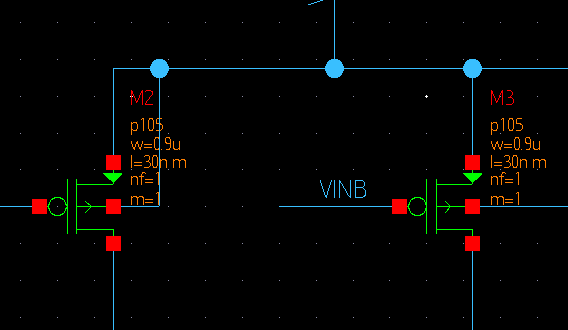 M2
p105
w=0.9u
l=30n m
nf=1
m=1
M3
p105
w=0.9u
l=30n m
nf=1
m=1
VINB